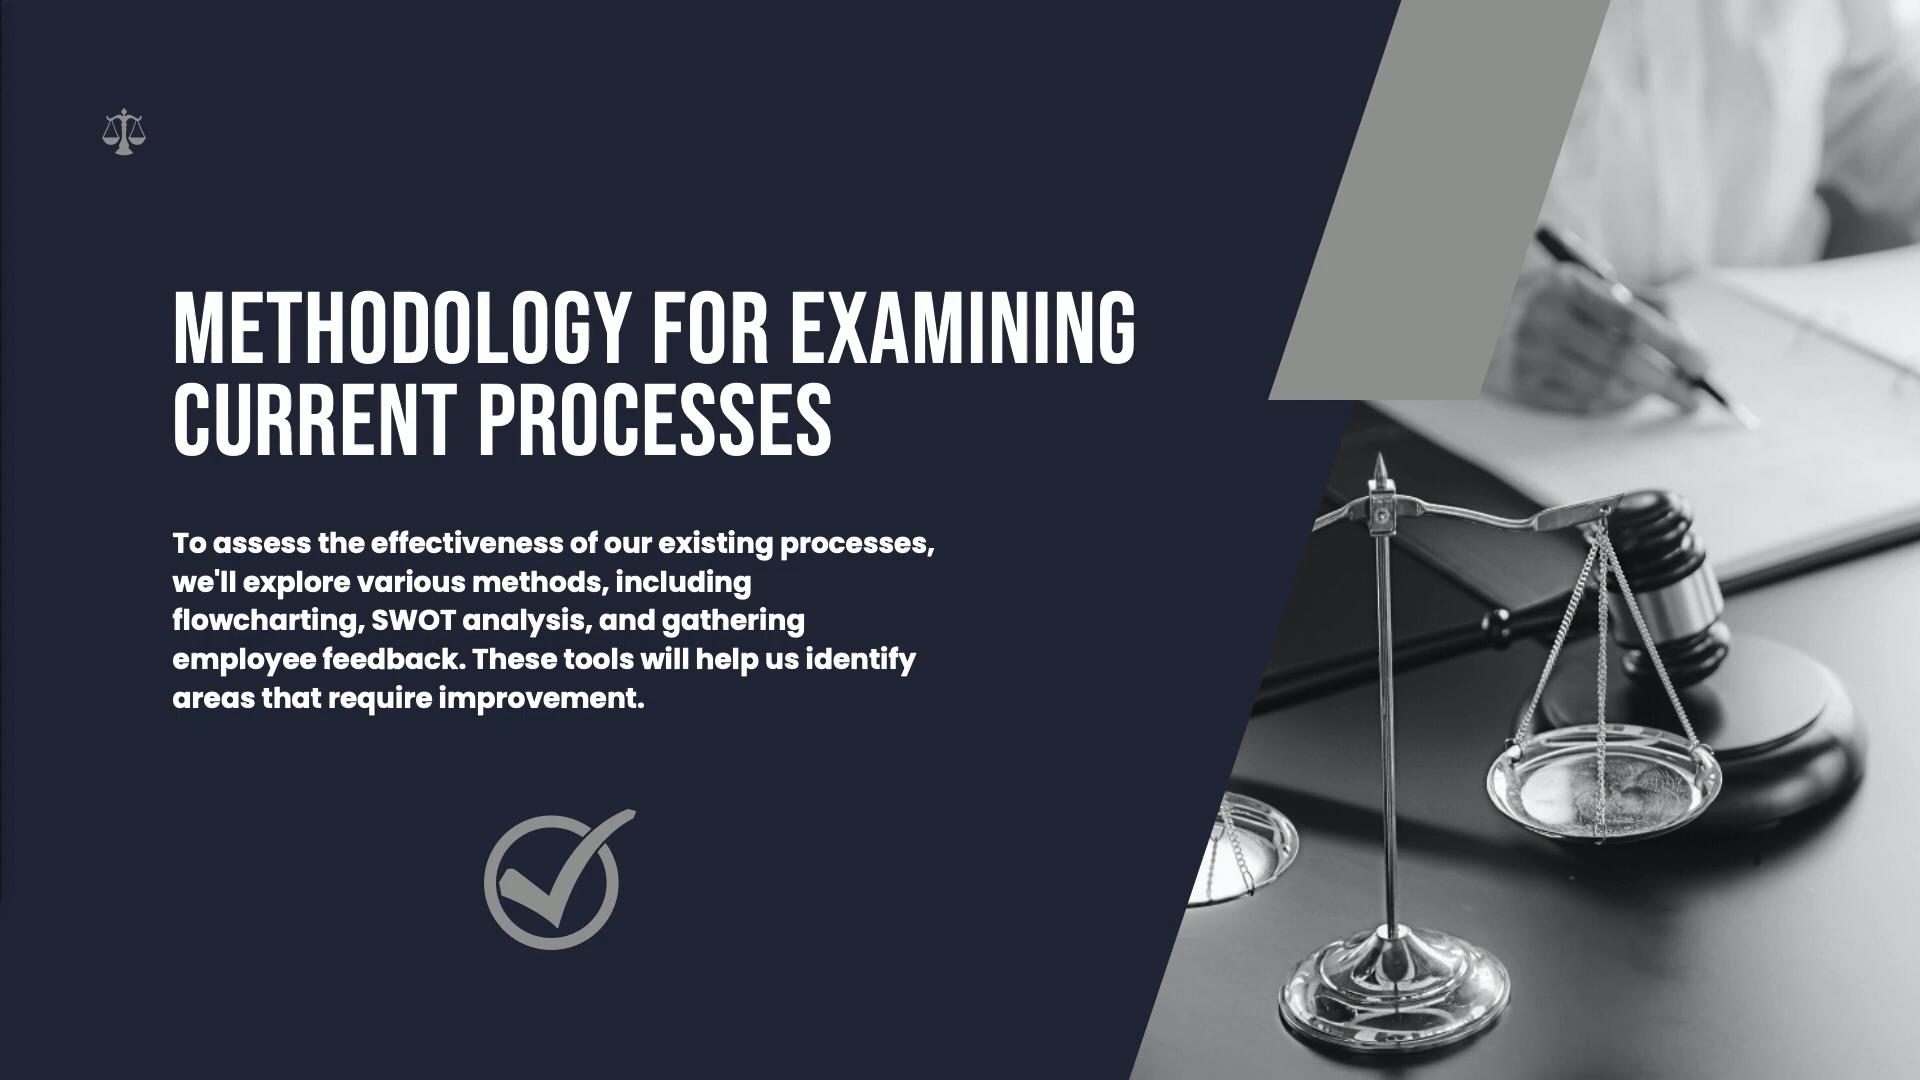 METHODOLOGY FOR EXAMINING
CURRENT PROCESSES
To assess the effectiveness of our existing processes,
we'll explore various methods, including
flowcharting, SWOT analysis, and gathering
employee feedback. These tools will help us identify
areas that require improvement.